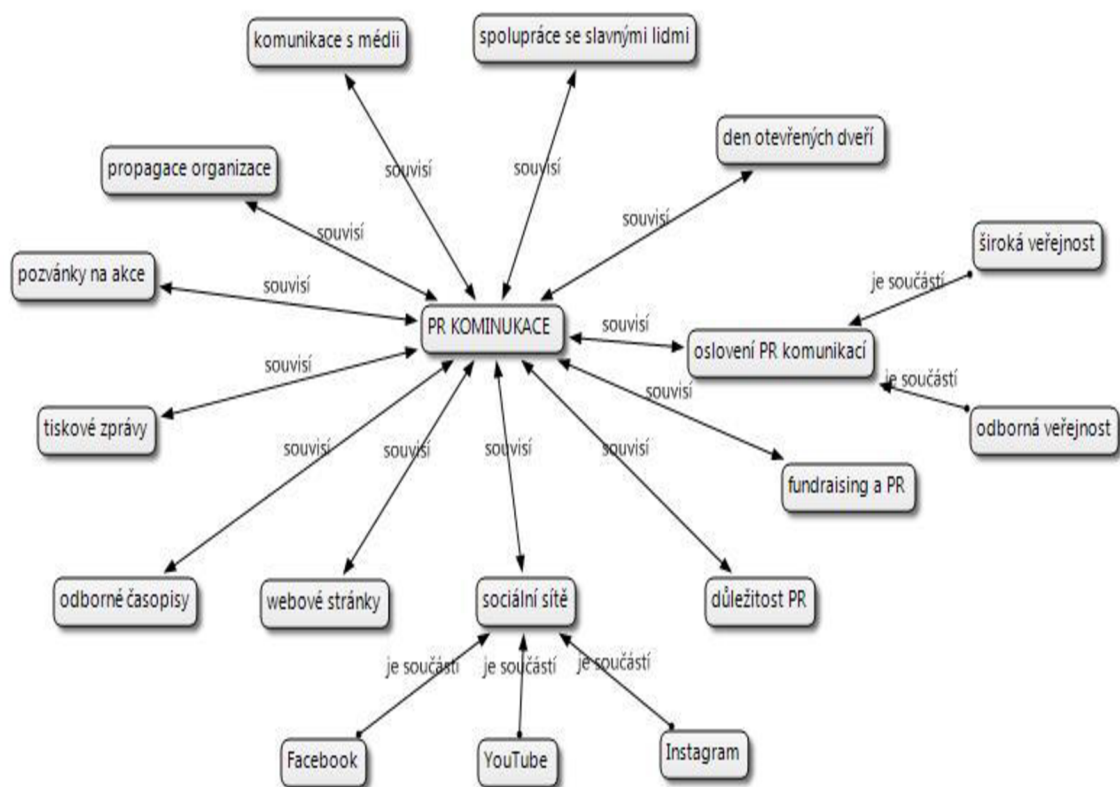 komunikace s médii
spolupráce se slavnými lidmi
den otevřených dveří
propagace organizace
souvisí
souvisí
souvisí
souvisí
široká veřejnost
pozvánky na akce
souvisí
je součástí
PR KOMINUKACE
souvisí
oslovení PR komunikací
souvisí
je součástí
souvisí
tiskové zprávy
odborná veřejnost
souvisí
souvisí
souvisí
souvisí
fundraising a PR
odborné časopisy
webové stránky
sociální sítě
důležitost PR
je součástí
je součástí
je součástí
Facebook
YouTube
Instagram